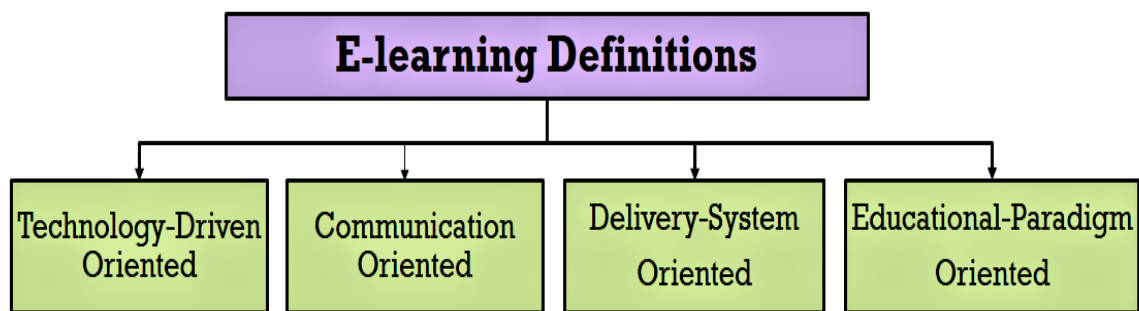 E-learning Definitions
Technology-Driven
Oriented
Communication
Oriented
Delivery-System
Oriented
Educational-Paradigm
Oriented